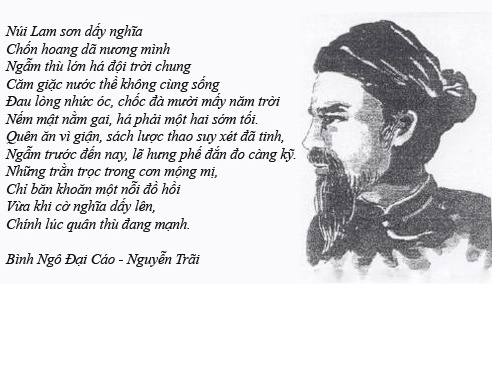 Núi Lam sơn dấy nghĩa
Chốn hoang dã nương mình
Ngẫm thù lớn há đội trời chung
Căm giặc nước thề không cùng sống
Đau lòng nhức óc, chốc đà mười mấy năm trời
Nếm mật nằm gai, há phải một hai sớm tối.
Quên ăn vì giận, sách lược thao suy xét đã tinh,
Ngẫm trước đến nay, lẽ hưng phế đắn đo càng kỹ.
Những trằn trọc trong cơn mộng mị,
Chỉ băn khoăn một nỗi đồ hồi
Vừa khi cờ nghĩa dấy lên,
Chính lúc quân thù đang mạnh.
Bình Ngô Đại Cáo - Nguyễn Trãi